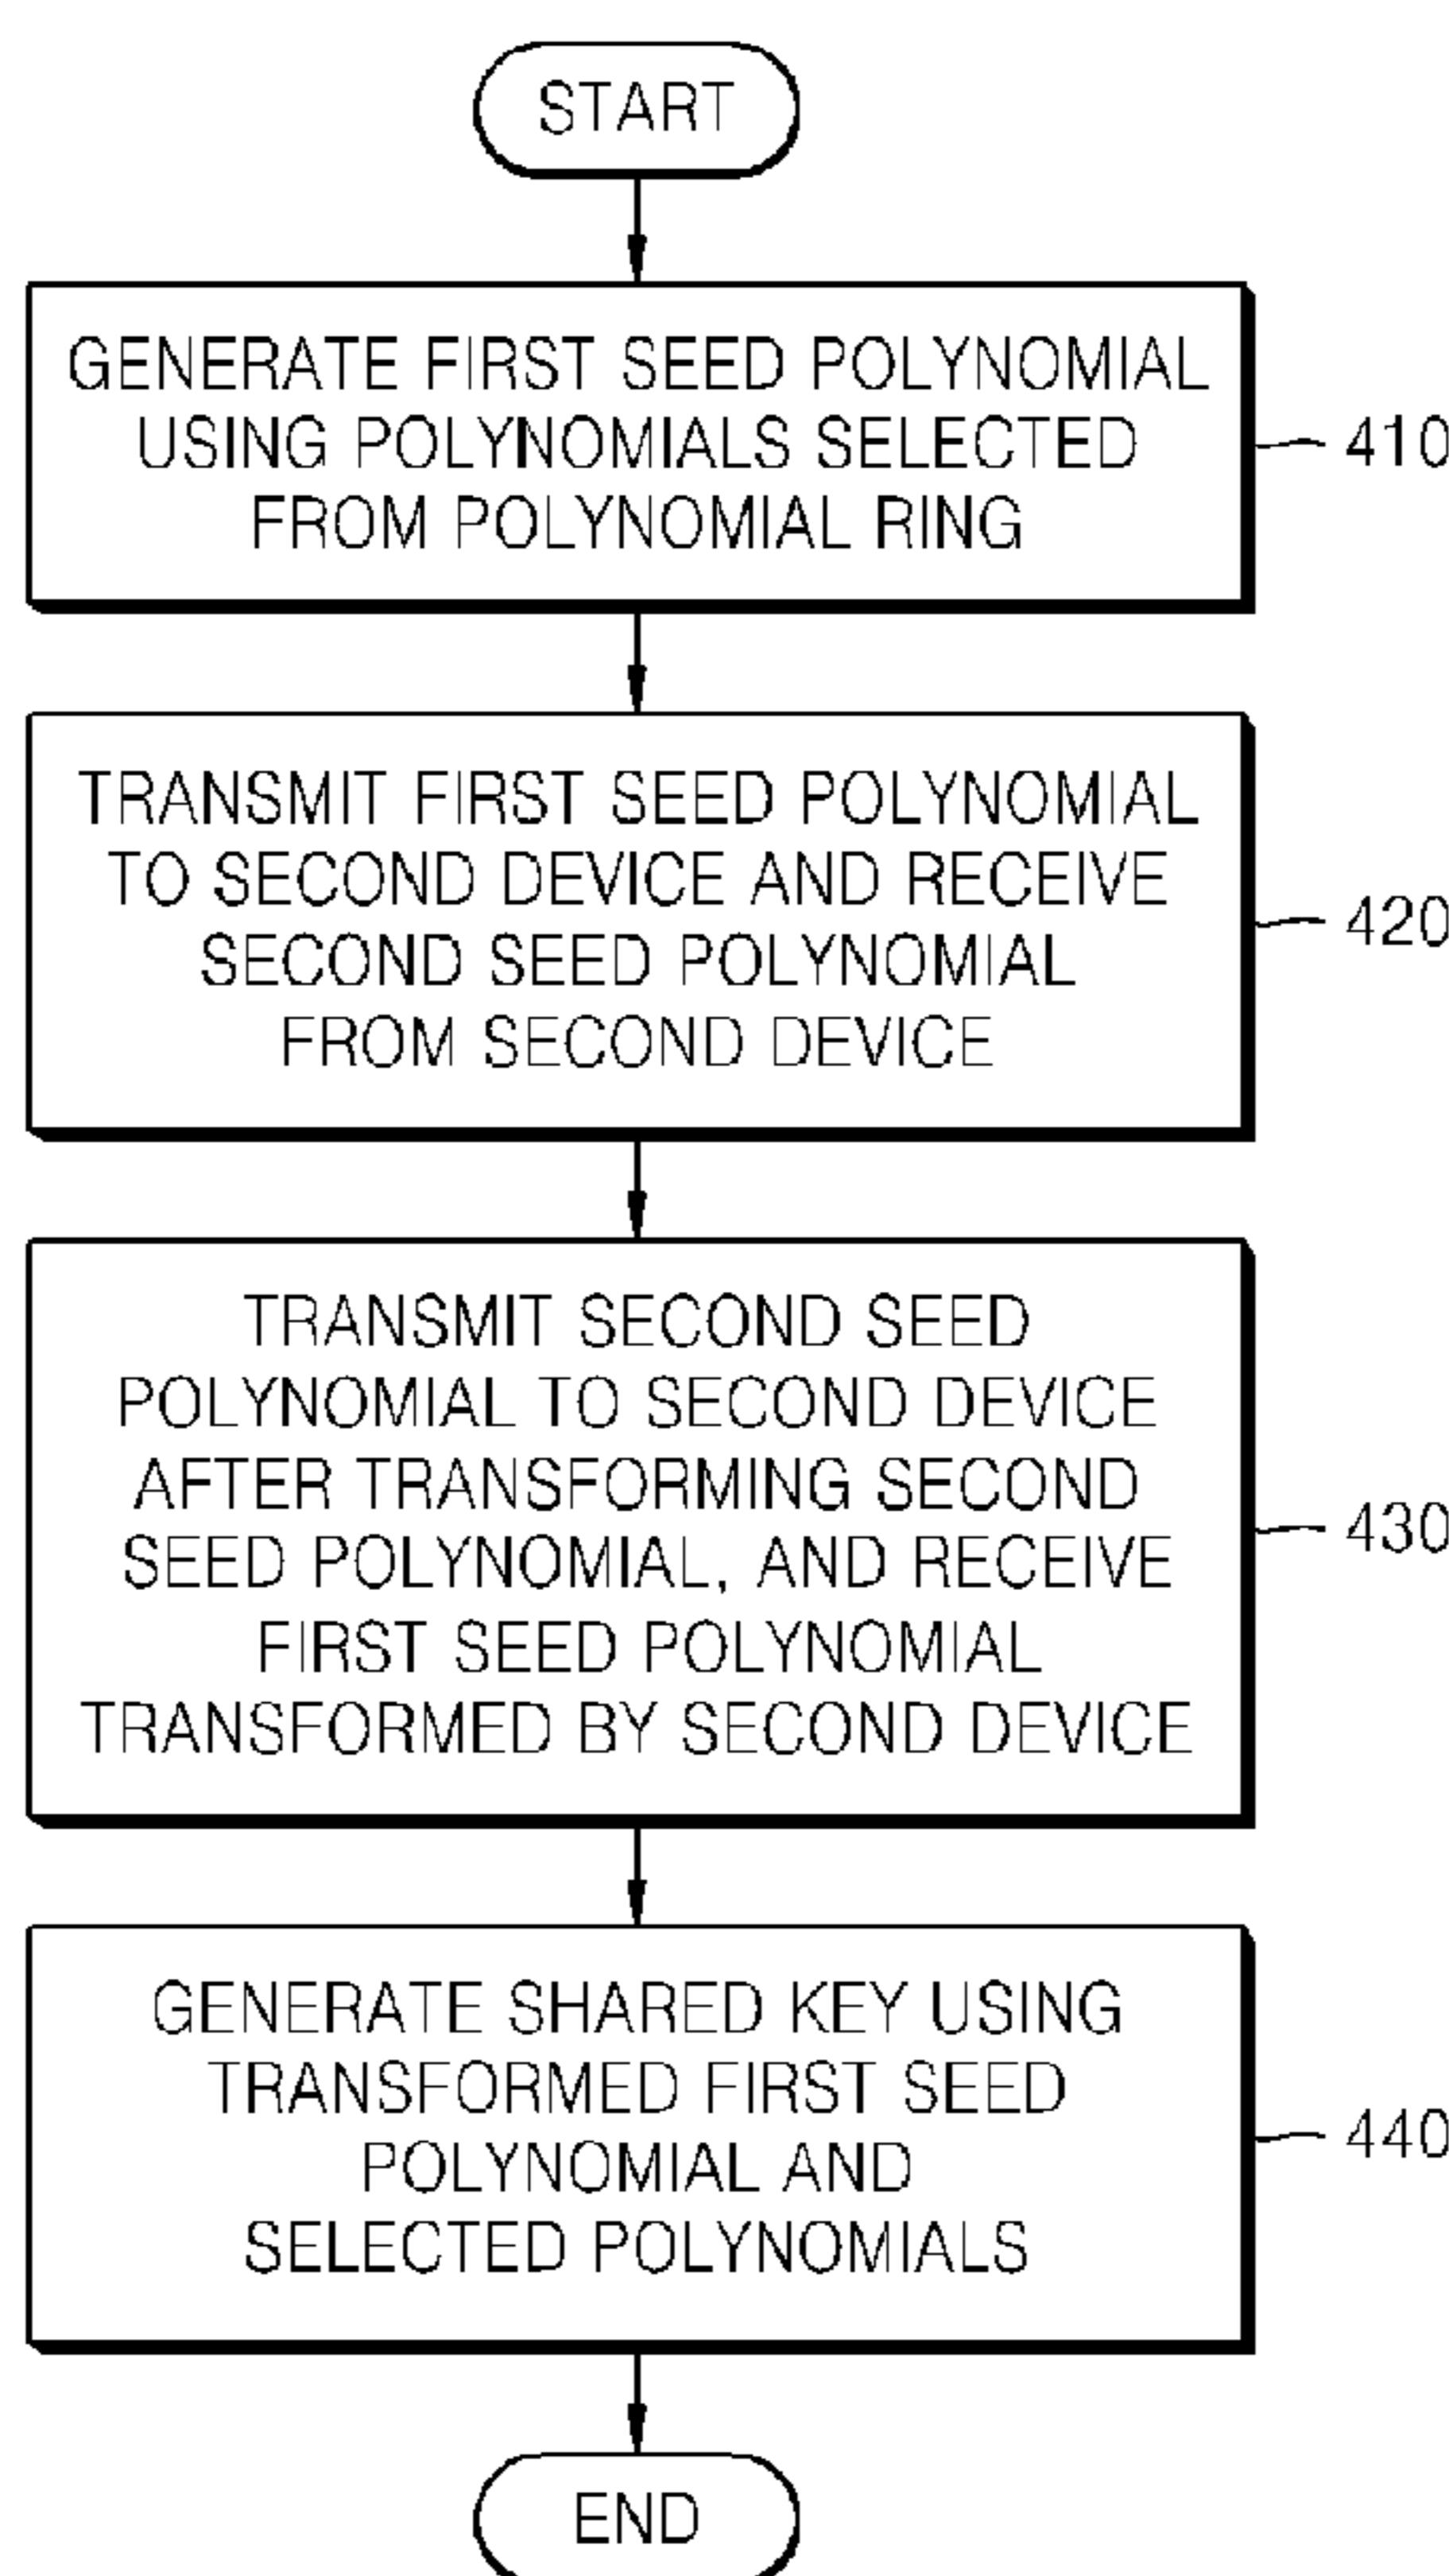 START
GENERATE FIRST SEED POLYNOMIAL
USING POLYNOMIALS SELECTED
FROM POLYNOMIAL RING
410
TRANSMIT FIRST SEED POLYNOMIAL
TO SECOND DEVICE AND RECEIVE
SECOND SEED POLYNOMIAL
FROM SECOND DEVICE
420
TRANSMIT SECOND SEED
POLYNOMIAL TO SECOND DEVICE
AFTER TRANSFORMING SECOND
SEED POLYNOMIAL, AND RECEIVE
FIRST SEED POLYNOMIAL
TRANSFORMED BY SECOND DEVICE
430
GENERATE SHARED KEY USING
TRANSFORMED FIRST SEED
POLYNOMIAL AND
SELECTED POLYNOMIALS
440
END